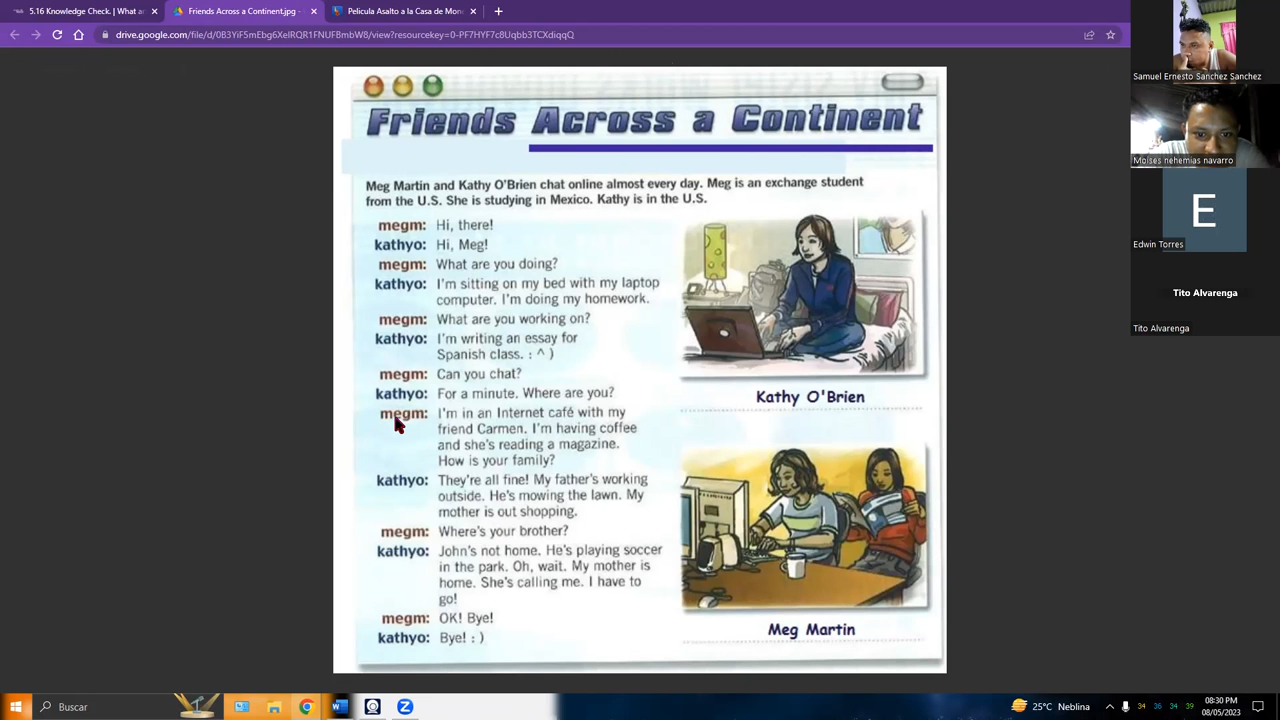 5.16 Knowledge Check. | What ar
Friends Across a Continent.jpg -
Pelicula Asalto a la Casa de Mone
drive.google.com/file/d/0B3YiF5mEbg6XelRQR1FNUFBmbW8/view?resourcekey=0-PF7HYF7c8Uqbb3TCXdiqqQ
Friends Across a Continent
Meg Martin and Kathy O'Brien chat online almost every day. Meg is an exchange student
from the U.S. She is studying in Mexico. Kathy is in the U.S.
megm: Hi, there!
kathyo: Hi, Meg!
megm: What are you doing?
kathyo: I'm sitting on my bed with my laptop
computer. I'm doing my homework.
megm: What are you working on?
kathyo: I'm writing an essay for
Spanish class. : ^ )
megm: Can you chat?
kathyo: For a minute. Where are you?
megm: I'm in an Internet café with my
friend Carmen. I'm having coffee
and she's reading a magazine.
How is your family?
kathyo: They're all fine! My father's working
outside. He's mowing the lawn. My
mother is out shopping.
megm: Where's your brother?
kathyo: John's not home. He's playing soccer
in the park. Oh, wait. My mother is
home. She's calling me. I have to
go!
megm: OK! Bye!
kathyo: Bye! : )
Kathy O'Brien
Meg Martin
Samuel Ernesto Sanchez Sanchez
Moises nehemias navarro
E
Edwin Torres
Tito Alvarenga
Tito Alvarenga
Buscar
25°C Neblina
34 36 34 39
08:30 PM
08/05/2023